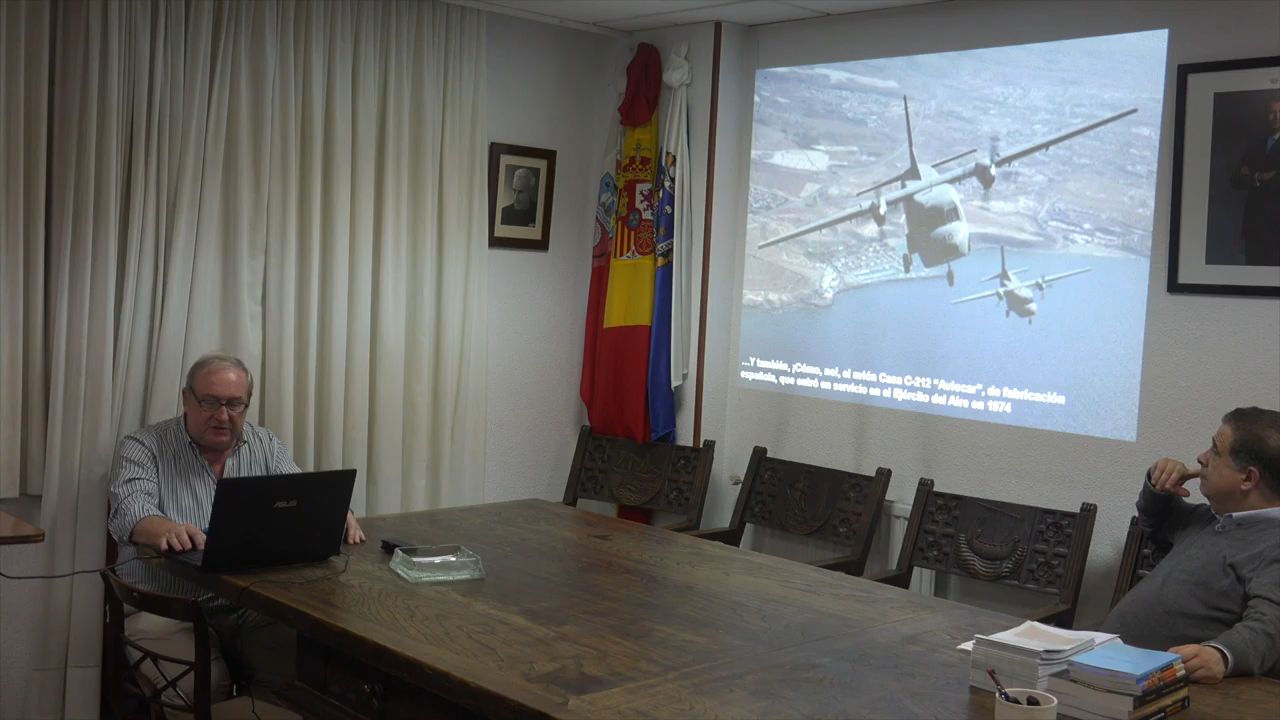 ...Y también, ¡Cómo, no!, el avión Casa C-212 "Aviocar", de fabricación
española, que entró en servicio en el Ejército del Aire en 1974
ASUS